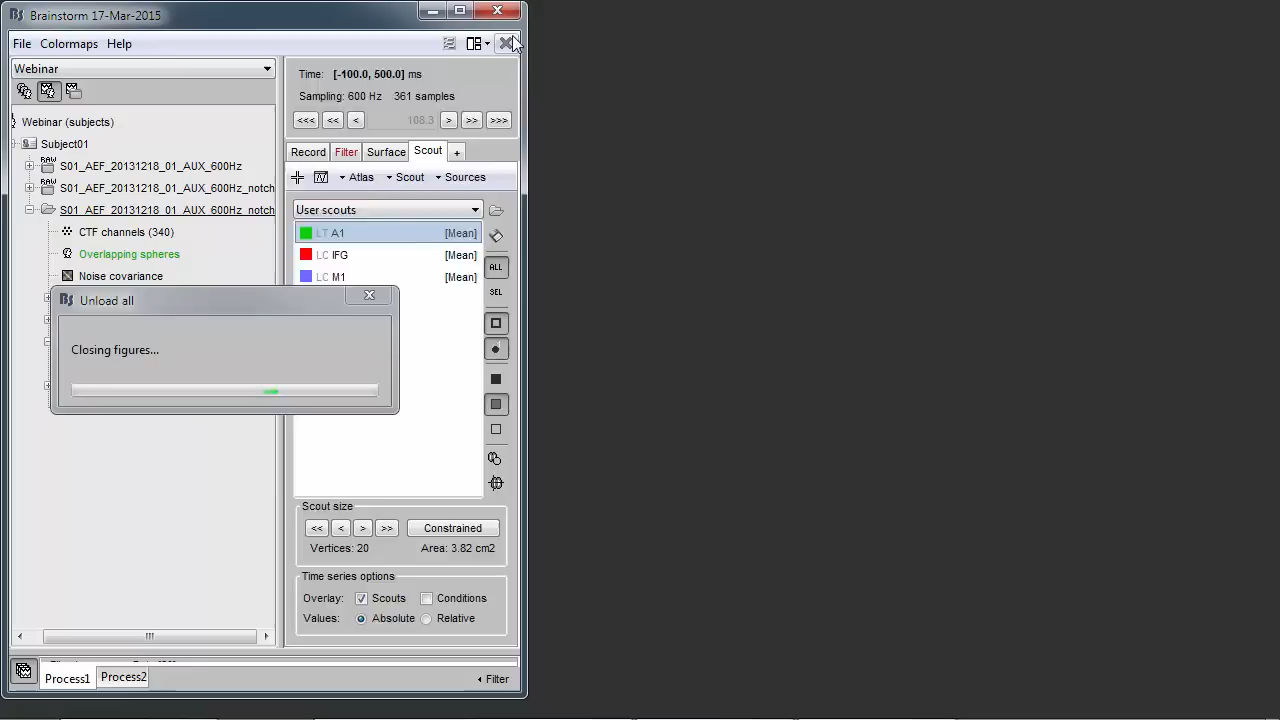 Brainstorm 17-Mar-2015
File Colormaps Help
Webinar
Webinar (subjects)
Subject01
S01_AEF_20131218_01_AUX_600Hz
S01_AEF_20131218_01_AUX_600Hz_notch
S01_AEF_20131218_01_AUX_600Hz_notch
CTF channels (340)
Overlapping spheres
Noise covariance
Unload all
Closing figures...
Time: [-100.0, 500.0] ms
Sampling: 600 Hz 361 samples
<<< << < 108.3 > >> >>>
Record Filter Surface Scout +
Atlas Scout Sources
User scouts
LT A1 [Mean]
LC IFG [Mean]
LC M1 [Mean]
ALL
SEL
Scout size
<< < > >> Constrained
Vertices: 20 Area: 3.82 cm2
Time series options
Overlay: Scouts Conditions
Values: Absolute Relative
Process1 Process2 Filter